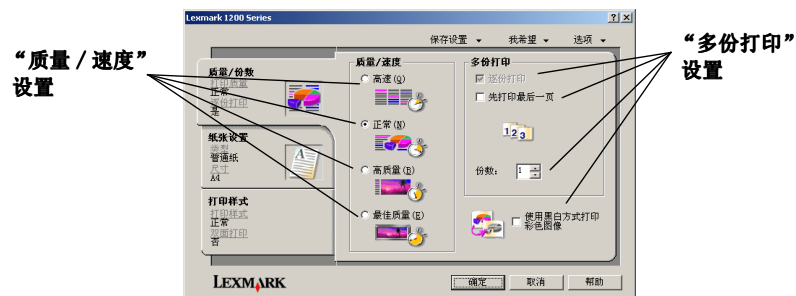 Lexmark 1200 Series
保存设置
我希望
选项
“质量 / 速度”
设置
“多份打印”
设置
质量/份数
打印质量
正常
逐份打印
是
纸张设置
类型
普通纸
尺寸
A4
打印样式
打印样式
正常
双面打印
否
质量/速度
高速(Q)
正常(N)
高质量(B)
最佳质量(E)
多份打印
逐份打印
先打印最后一页
1 2 3
份数: 1
使用黑白方式打印
彩色图像
LEXMARK
确定
取消
帮助